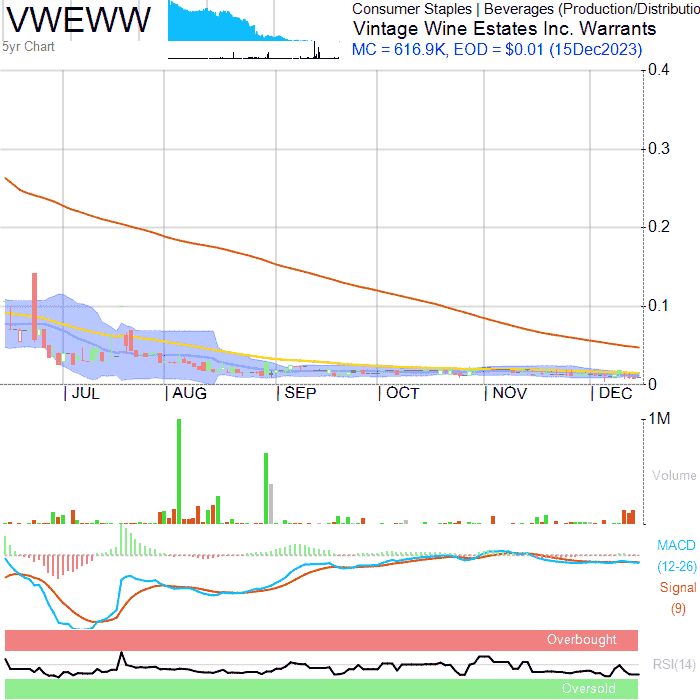 VWEWW
5yr Chart
Consumer Staples | Beverages (Production/Distributio
Vintage Wine Estates Inc. Warrants
MC = 616.9K, EOD = $0.01 (15Dec2023)
0.4
0.3
0.2
0.1
0
JUL AUG SEP OCT NOV DEC
1M
Volume
MACD
(12-26)
Signal
(9)
Overbought
RSI(14)
Oversold